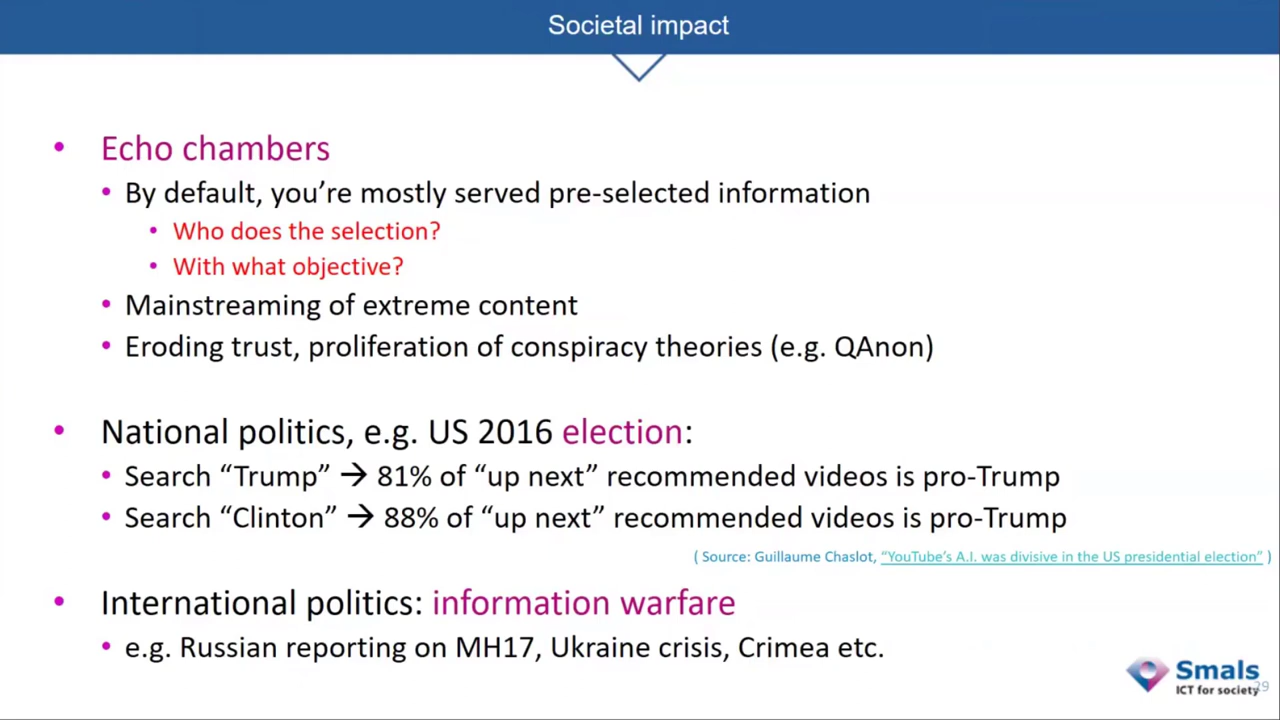 Societal impact
• Echo chambers
• By default, you're mostly served pre-selected information
• Who does the selection?
• With what objective?
• Mainstreaming of extreme content
• Eroding trust, proliferation of conspiracy theories (e.g. QAnon)
• National politics, e.g. US 2016 election:
• Search “Trump” → 81% of “up next” recommended videos is pro-Trump
• Search “Clinton” → 88% of “up next” recommended videos is pro-Trump
( Source: Guillaume Chaslot, “YouTube's A.I. was divisive in the US presidential election” )
• International politics: information warfare
• e.g. Russian reporting on MH17, Ukraine crisis, Crimea etc.
Smals
ICT for society
29